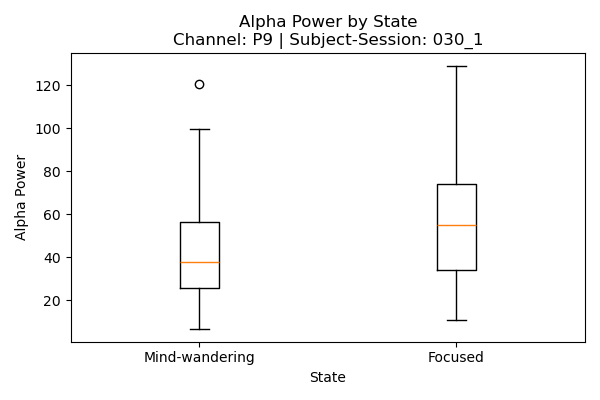 Alpha Power by State
Channel: P9 | Subject-Session: 030_1
120
100
80
60
40
20
Alpha Power
Mind-wandering
Focused
State